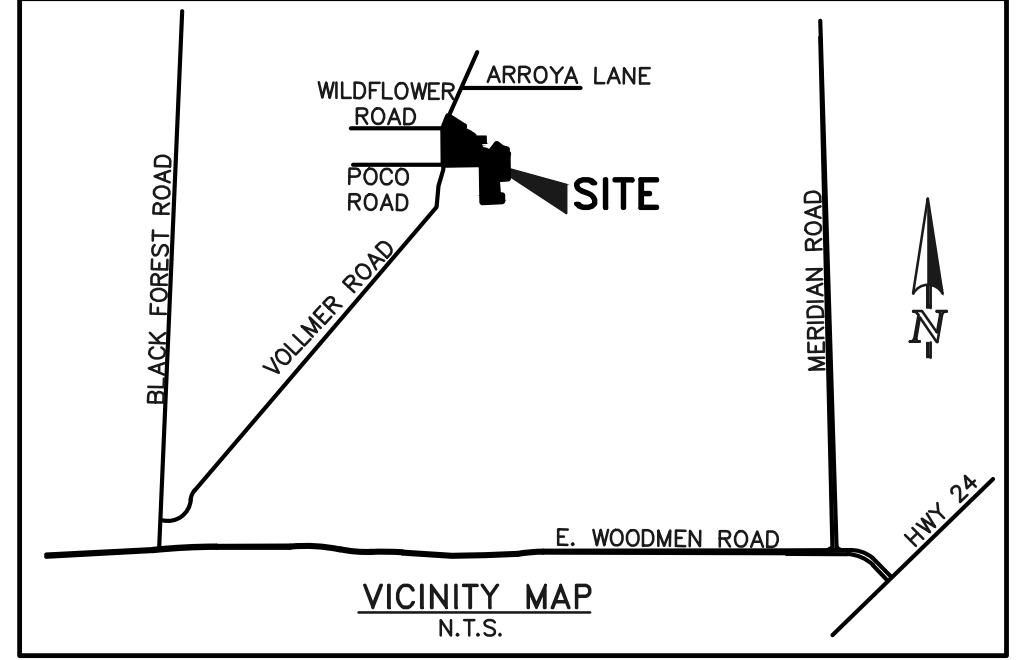 ARROYA LANE
WILDFLOWER
ROAD
POCO
ROAD
SITE
BLACK FOREST ROAD
VOLLMER ROAD
MERIDIAN ROAD
N
HWY 24
E. WOODMEN ROAD
VICINITY MAP
N.T.S.